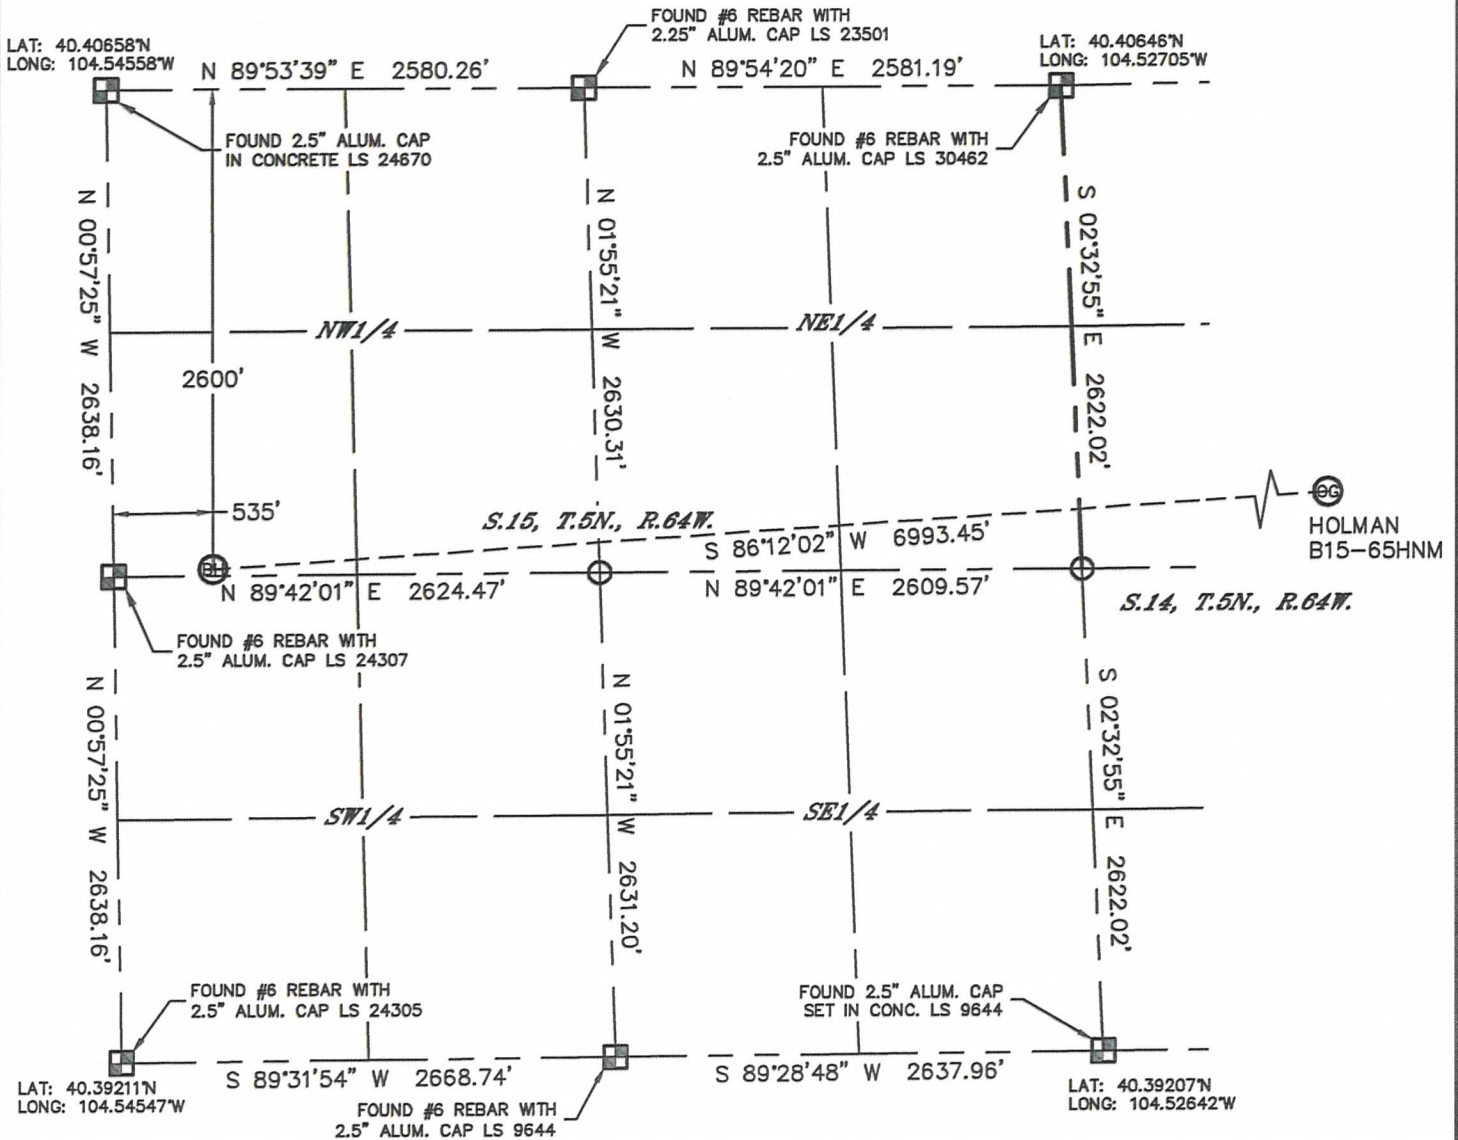 FOUND #6 REBAR WITH
2.25" ALUM. CAP LS 23501
LAT: 40.40658°N
LONG: 104.54558°W
LAT: 40.40646°N
LONG: 104.52705°W
N 89°53'39" E 2580.26'
N 89°54'20" E 2581.19'
FOUND 2.5" ALUM. CAP
IN CONCRETE LS 24670
FOUND #6 REBAR WITH
2.5" ALUM. CAP LS 30462
N 00°57'25" W 2638.16'
N 01°55'21" W 2630.31'
S 02°32'55" E 2622.02'
NW1/4
NE1/4
2600'
535'
S.15, T.5N., R.64W.
S 86°12'02" W 6993.45'
OG
HOLMAN
B15-65HNM
BH
N 89°42'01" E 2624.47'
N 89°42'01" E 2609.57'
S.14, T.5N., R.64W.
FOUND #6 REBAR WITH
2.5" ALUM. CAP LS 24307
N 00°57'25" W 2638.16'
N 01°55'21" W 2631.20'
S 02°32'55" E 2622.02'
SW1/4
SE1/4
FOUND #6 REBAR WITH
2.5" ALUM. CAP LS 24305
FOUND 2.5" ALUM. CAP
SET IN CONC. LS 9644
S 89°31'54" W 2668.74'
S 89°28'48" W 2637.96'
LAT: 40.39211°N
LONG: 104.54547°W
FOUND #6 REBAR WITH
2.5" ALUM. CAP LS 9644
LAT: 40.39207°N
LONG: 104.52642°W